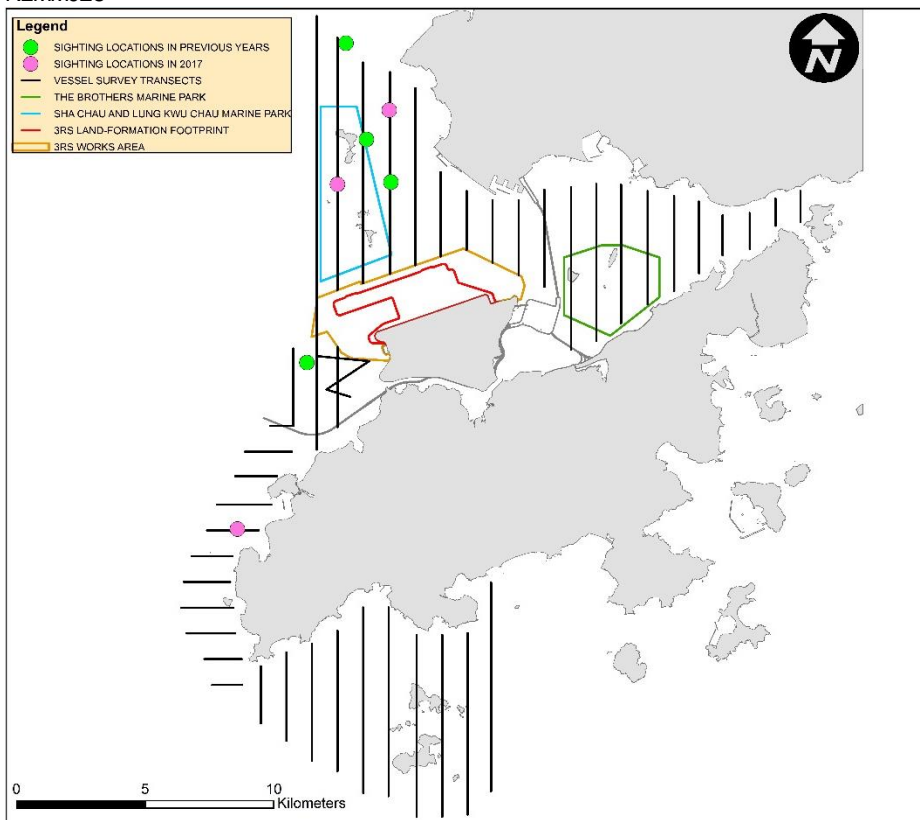 Legend
SIGHTING LOCATIONS IN PREVIOUS YEARS
SIGHTING LOCATIONS IN 2017
VESSEL SURVEY TRANSECTS
THE BROTHERS MARINE PARK
SHA CHAU AND LUNG KWU CHAU MARINE PARK
3RS LAND-FORMATION FOOTPRINT
3RS WORKS AREA
N
0 5 10
Kilometers